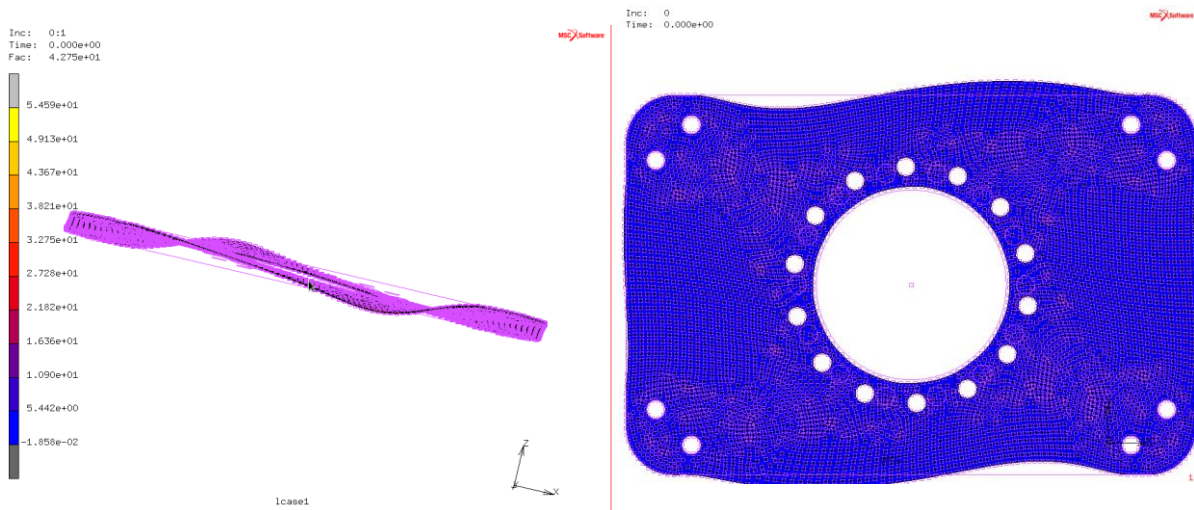 Inc: 0:1
Time: 0.000e+00
Fac: 4.275e+01
MSC Software
5.459e+01
4.913e+01
4.367e+01
3.821e+01
3.275e+01
2.728e+01
2.182e+01
1.636e+01
1.090e+01
5.442e+00
-1.858e-02
Z
X
lcase1
Inc: 0
Time: 0.000e+00
MSC Software
1